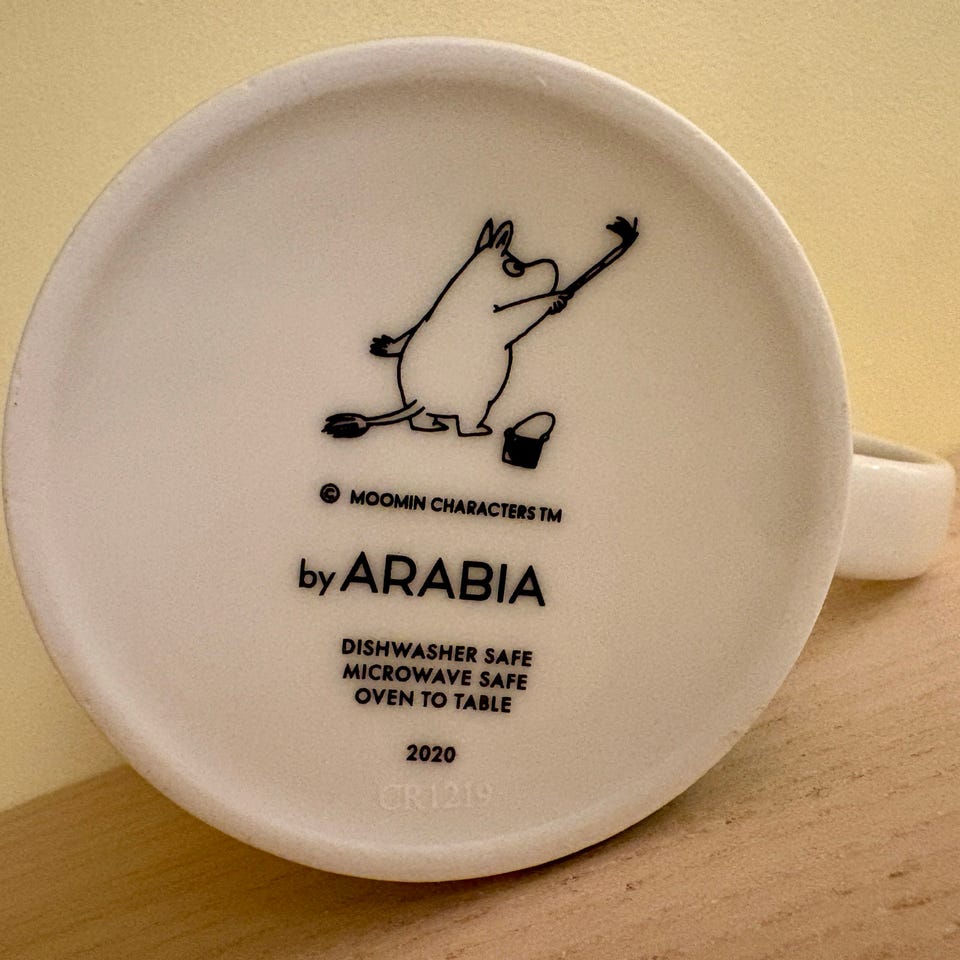 © MOOMIN CHARACTERS TM
by ARABIA
DISHWASHER SAFE
MICROWAVE SAFE
OVEN TO TABLE
2020
CR1219